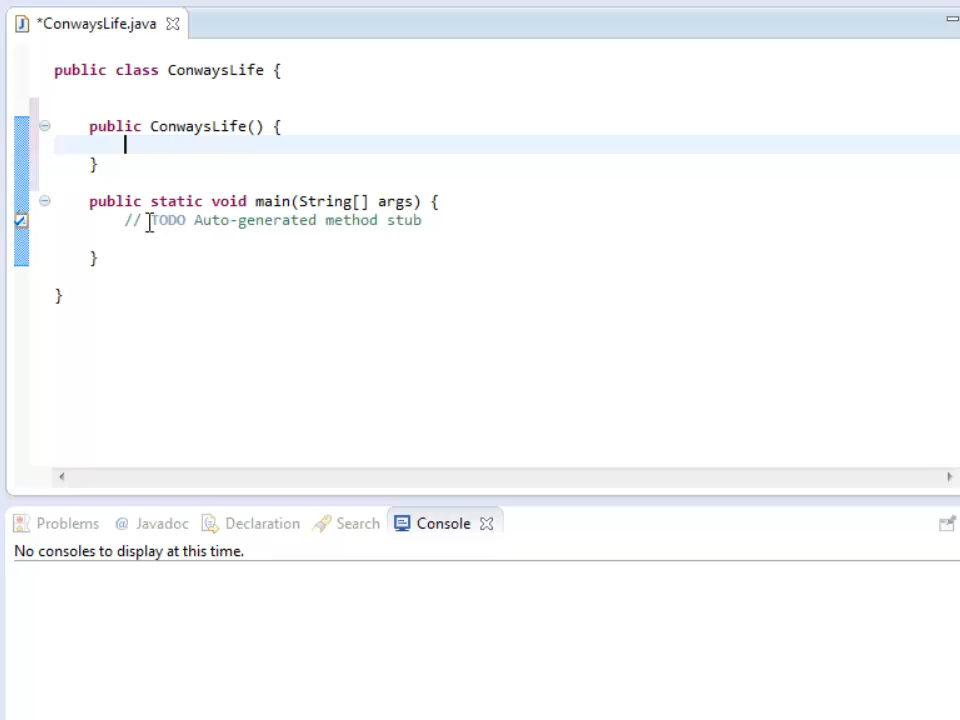 *ConwaysLife.java
public class ConwaysLife {
public ConwaysLife() {
}
public static void main(String[] args) {
// TODO Auto-generated method stub
}
}
Problems @ Javadoc Declaration Search Console
No consoles to display at this time.